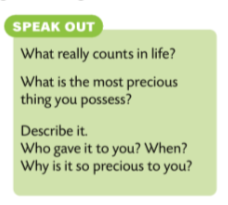 SPEAK OUT
What really counts in life?
What is the most precious
thing you possess?
Describe it.
Who gave it to you? When?
Why is it so precious to you?